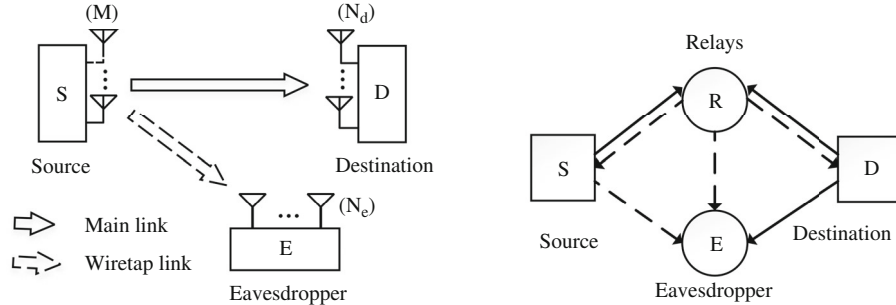 (M)
(N_d)
S
D
Source
Destination
(N_e)
Main link
E
Wiretap link
Eavesdropper
Relays
R
S
D
Source
E
Destination
Eavesdropper